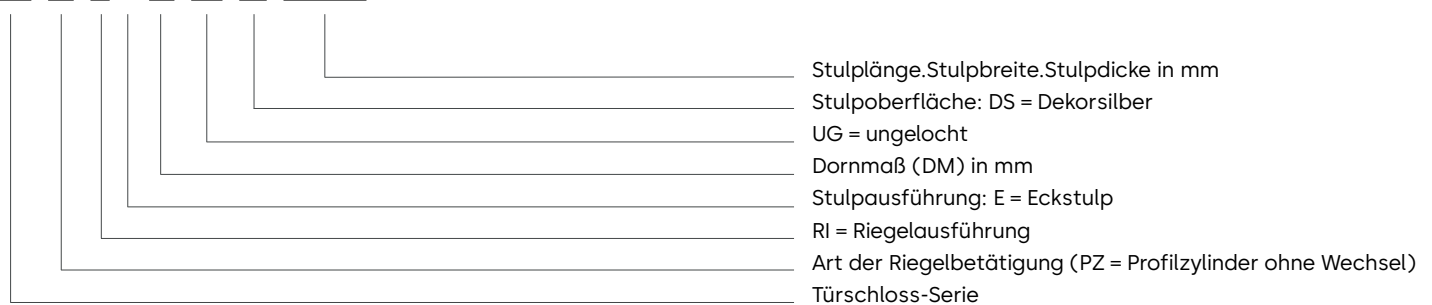 Stulplänge.Stulpbreite.Stulpdicke in mm
Stulpoberfläche: DS = Dekorsilber
UG = ungelocht
Dornmaß (DM) in mm
Stulpausführung: E = Eckstulp
RI = Riegelausführung
Art der Riegelbetätigung (PZ = Profilzylinder ohne Wechsel)
Türschloss-Serie